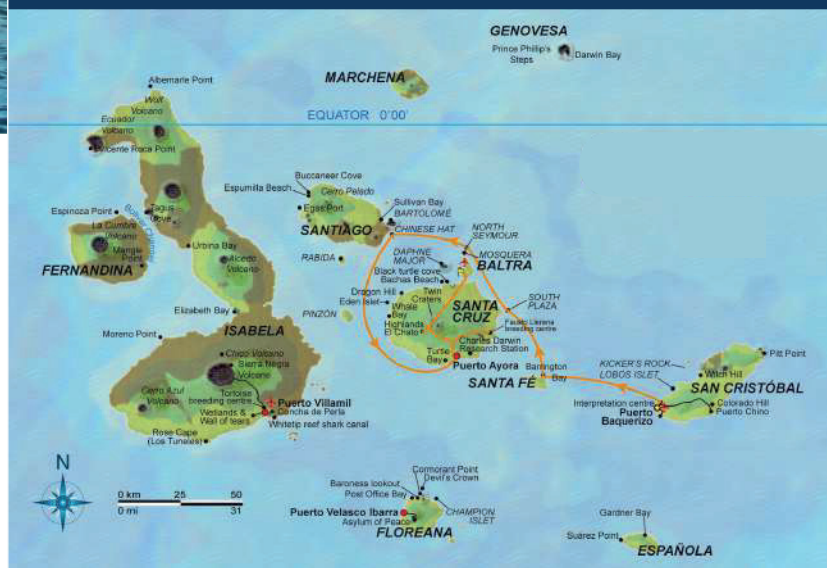 GENOVESA
Prince Phillip's
Steps
Darwin Bay
MARCHENA
Albemarle Point
EQUATOR 0'00'
Wolf
Volcano
Ecuador
Volcano
Vicente Roca Point
Buccaneer Cove
Cerro Pelado
Espumilla Beach
Sullivan Bay
BARTOLOMÉ
Egas Port
SANTIAGO
CHINESE HAT
Espinoza Point
Tagus
Cove
Bolivar Channel
La Cumbre
Volcano
Mangle
Point
FERNANDINA
Urbina Bay
Alcedo
Volcano
NORTH
SEYMOUR
MOSQUERA
DAPHNE
MAJOR
BALTRA
RABIDA
Black turtle cove
Bachas Beach
Twin
Craters
Dragon Hill
Eden Islet
Whale
Bay
SANTA
CRUZ
SOUTH
PLAZA
Fausto Llerena
breeding centre
PINZÓN
Highlands
El Chato
Charles Darwin
Research Station
Turtle
Bay
Puerto Ayora
Elizabeth Bay
ISABELA
Moreno Point
Chico Volcano
Sierra Negra
Volcano
Barrington
Bay
SANTA FÉ
KICKER'S ROCK
LOBOS ISLET
Pitt Point
Witch Hill
SAN CRISTÓBAL
Cerro Azul
Volcano
Tortoise
breeding centre
Puerto Villamil
Concha de Perla
Wetlands &
Wall of tears
Whitetip reef shark canal
Rose Cape
(Los Tuneles)
Interpretation centre
Puerto
Baquerizo
Colorado Hill
Puerto Chino
N
0 km 25 50
0 mi 31
Cormorant Point
Devil's Crown
Baroness lookout
Post Office Bay
Puerto Velasco Ibarra
Asylum of Peace
CHAMPION
ISLET
FLOREANA
Gardner Bay
Suárez Point
ESPAÑOLA